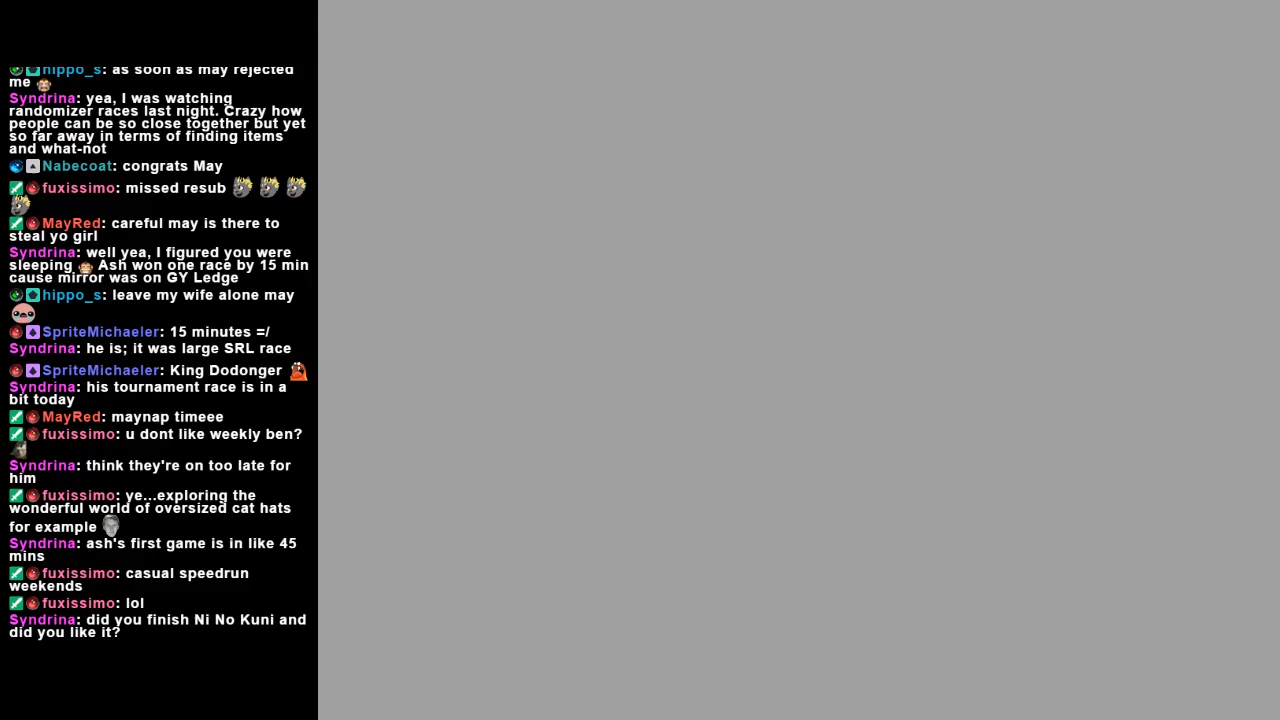 hippo_s: as soon as may rejected
me
Syndrina: yea, I was watching
randomizer races last night. Crazy how
people can be so close together but yet
so far away in terms of finding items
and what-not
Nabecoat: congrats May
fuxissimo: missed resub
MayRed: careful may is there to
steal yo girl
Syndrina: well yea, I figured you were
sleeping Ash won one race by 15 min
cause mirror was on GY Ledge
hippo_s: leave my wife alone may
SpriteMichaeler: 15 minutes =/
Syndrina: he is; it was large SRL race
SpriteMichaeler: King Dodonger
Syndrina: his tournament race is in a
bit today
MayRed: maynap timeee
fuxissimo: u dont like weekly ben?
Syndrina: think they're on too late for
him
fuxissimo: ye...exploring the
wonderful world of oversized cat hats
for example
Syndrina: ash's first game is in like 45
mins
fuxissimo: casual speedrun
weekends
fuxissimo: lol
Syndrina: did you finish Ni No Kuni and
did you like it?